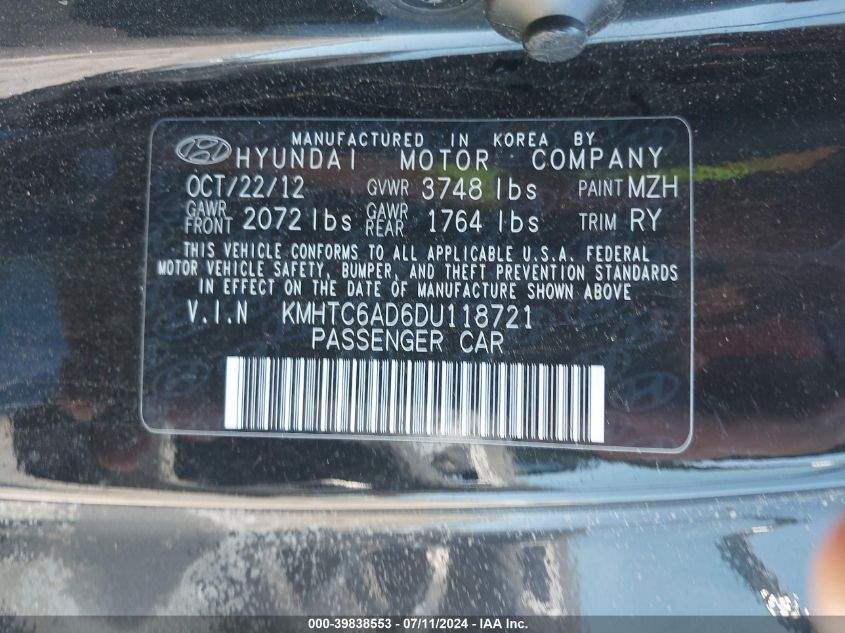 MANUFACTURED IN KOREA BY
HYUNDAI MOTOR COMPANY
OCT/22/12 GVWR 3748 lbs PAINT MZH
GAWR FRONT 2072 lbs GAWR REAR 1764 lbs TRIM RY
THIS VEHICLE CONFORMS TO ALL APPLICABLE U.S.A. FEDERAL
MOTOR VEHICLE SAFETY, BUMPER, AND THEFT PREVENTION STANDARDS
IN EFFECT ON THE DATE OF MANUFACTURE SHOWN ABOVE
V.I.N KMHTC6AD6DU118721
PASSENGER CAR
000-39838553 - 07/11/2024 - IAA Inc.